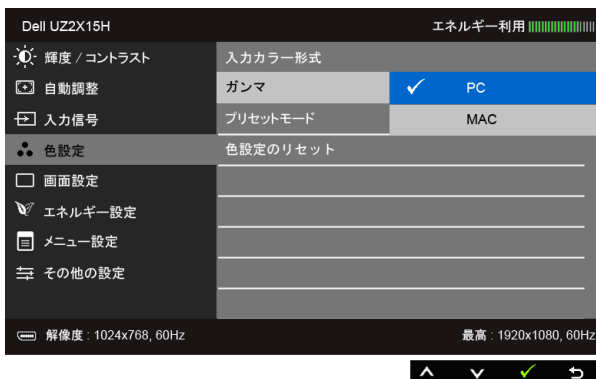 Dell UZ2X15H エネルギー利用
輝度 / コントラスト 入力カラー形式
自動調整 ガンマ PC
入力信号 プリセットモード MAC
色設定 色設定のリセット
画面設定
エネルギー設定
メニュー設定
その他の設定
解像度 : 1024x768, 60Hz 最高 : 1920x1080, 60Hz